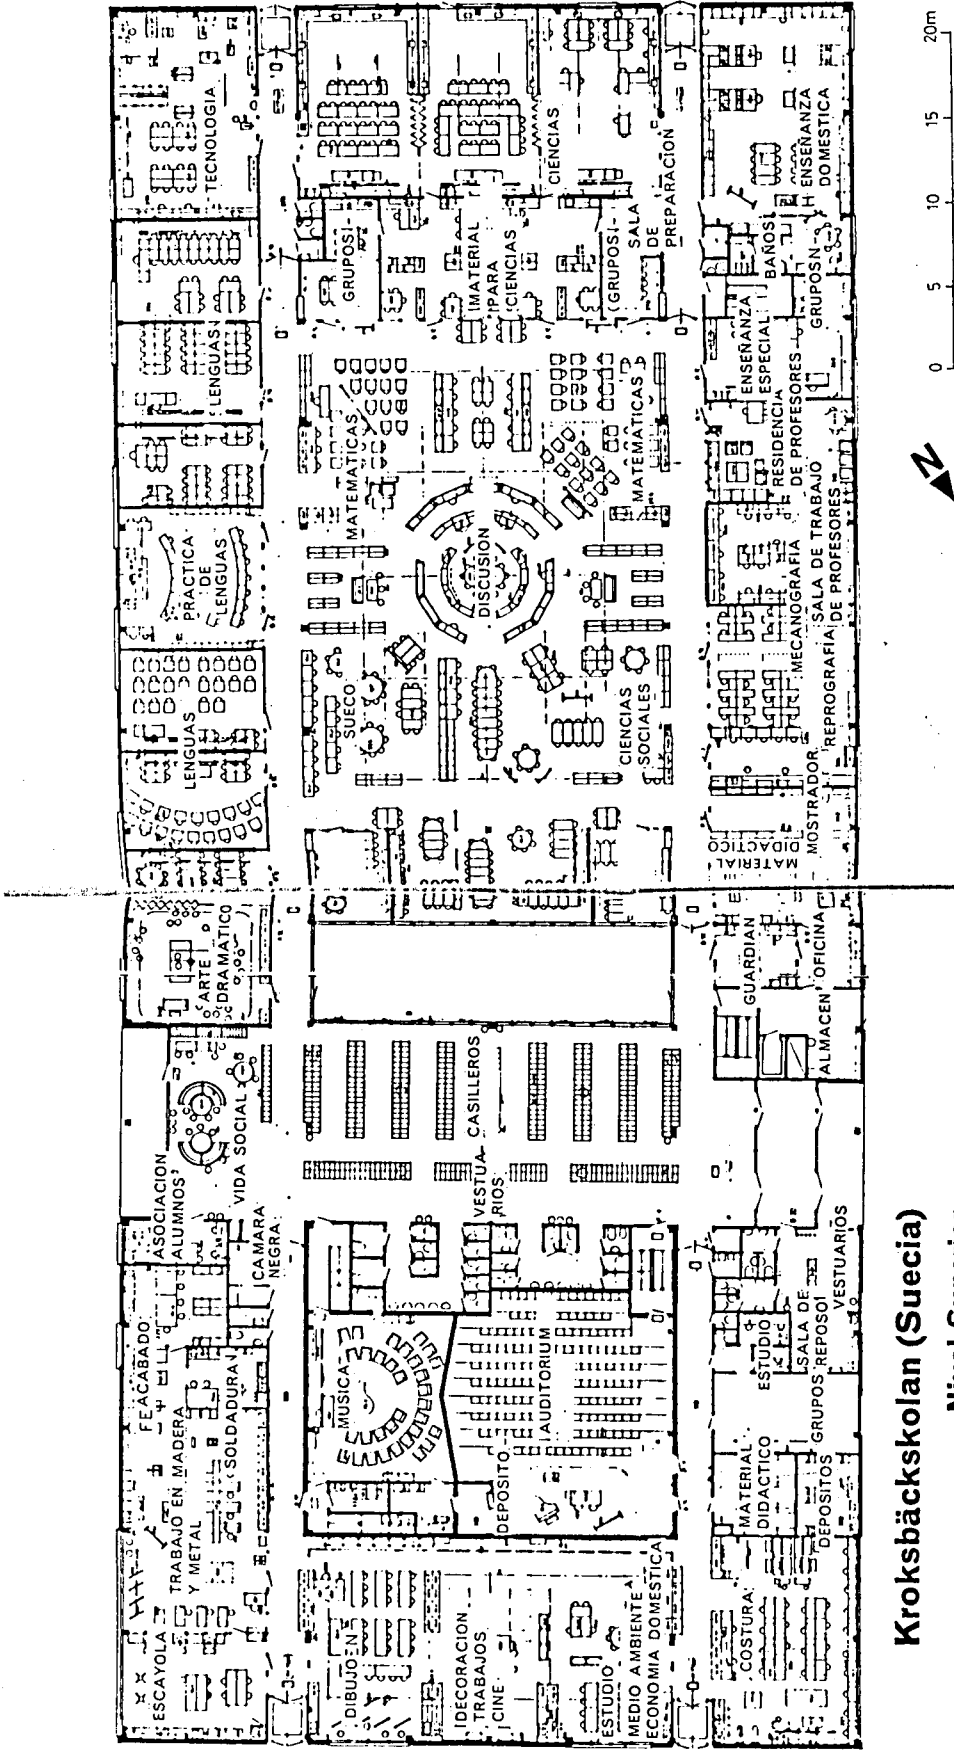 TECNOLOGIA
LENGUAS
PRACTICA
DE
LENGUAS
LENGUAS
ARTE
DRAMATICO
VIDA SOCIAL
ASOCIACION
ALUMNOS
CAMARA
NEGRA
ACABADO
TRABAJO EN MADERA
Y METAL
SOLDADURA
ESCAYOLA
CIENCIAS
GRUPOS
MATERIAL
PARA
CIENCIAS
GRUPOS
SALA
DE
PREPARACION
MATEMATICAS
MATEMATICAS
DISCUSION
SUECO
CIENCIAS
SOCIALES
CASILLEROS
VESTUA-
RIOS
MUSICA
AUDITORIUM
DEPOSITO
DIBUJO
DECORACION
TRABAJOS
CINE
ESTUDIO
MEDIO AMBIENTE
ECONOMIA DOMESTICA
ENSEÑANZA
DOMESTICA
BAÑOS
GRUPOS
ENSEÑANZA
ESPECIAL
RESIDENCIA
DE PROFESORES
SALA DE TRABAJO
DE PROFESORES
MECANOGRAFIA
REPROGRAFIA
MOSTRADOR
MATERIAL
DIDACTICO
GUARDIAN
OFICINA
ALMACEN
VESTUARIOS
SALA DE
REPOSO
ESTUDIO
GRUPOS
MATERIAL
DIDACTICO
DEPOSITOS
COSTURA
0 5 10 15 20m
N
Kroksbäckskolan (Suecia)